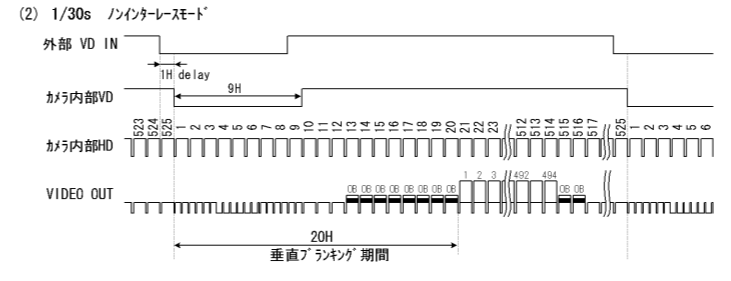 (2) 1/30s ﾉﾝｲﾝﾀｰﾚｰｽﾓｰﾄﾞ
外部 VD IN
1H delay
9H
ｶﾒﾗ内部VD
523 524 525 1 2 3 4 5 6 7 8 9 10 11 12 13 14 15 16 17 18 19 20 21 22 23 512 513 514 515 516 517 525 1 2 3 4 5 6
ｶﾒﾗ内部HD
1 2 3 492 494
VIDEO OUT
OB OB OB OB OB OB OB OB OB OB
20H
垂直ﾌﾞﾗﾝｷﾝｸﾞ期間